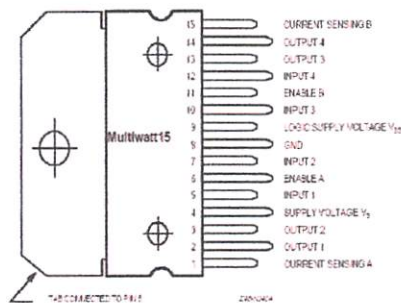 15 CURRENT SENSING B
14 OUTPUT 4
13 OUTPUT 3
12 INPUT 4
11 ENABLE B
10 INPUT 3
9 LOGIC SUPPLY VOLTAGE VSS
8 GND
7 INPUT 2
6 ENABLE A
5 INPUT 1
4 SUPPLY VOLTAGE VS
3 OUTPUT 2
2 OUTPUT 1
1 CURRENT SENSING A
Multiwatt15
TAB CONNECTED TO PIN 8